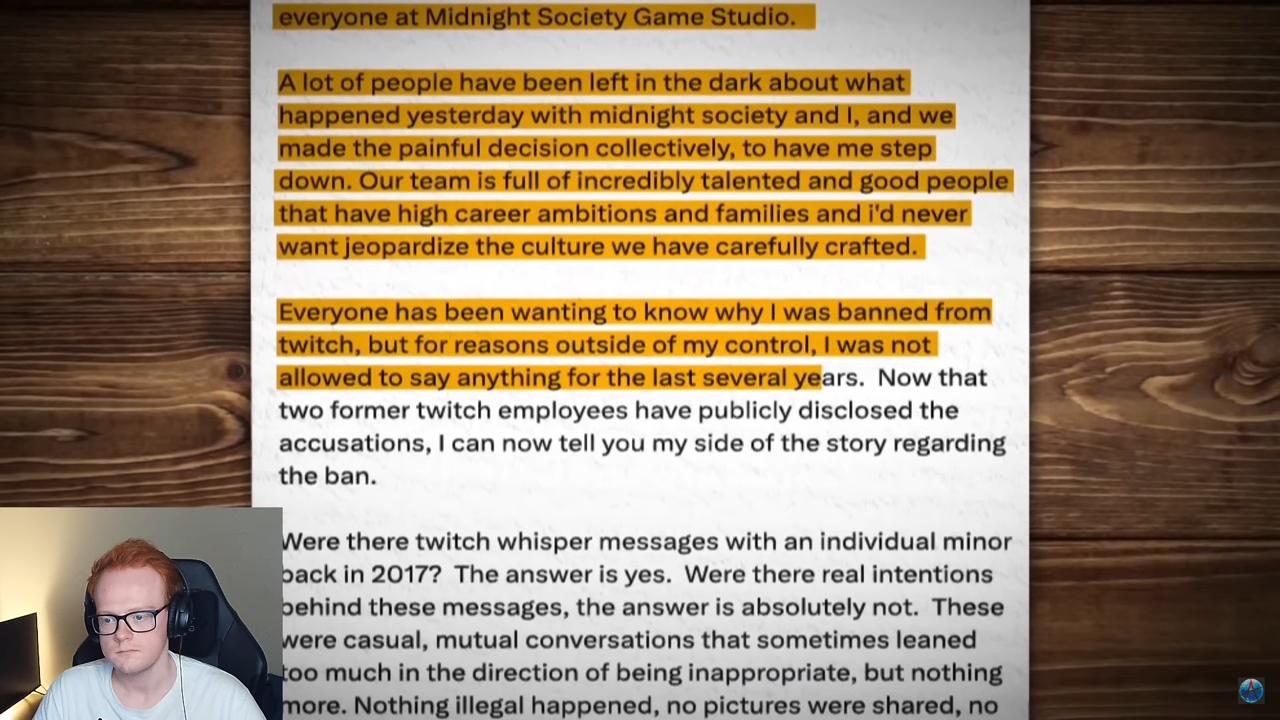 everyone at Midnight Society Game Studio.
A lot of people have been left in the dark about what
happened yesterday with midnight society and I, and we
made the painful decision collectively, to have me step
down. Our team is full of incredibly talented and good people
that have high career ambitions and families and i'd never
want jeopardize the culture we have carefully crafted.
Everyone has been wanting to know why I was banned from
twitch, but for reasons outside of my control, I was not
allowed to say anything for the last several years. Now that
two former twitch employees have publicly disclosed the
accusations, I can now tell you my side of the story regarding
the ban.
Were there twitch whisper messages with an individual minor
back in 2017? The answer is yes. Were there real intentions
behind these messages, the answer is absolutely not. These
were casual, mutual conversations that sometimes leaned
too much in the direction of being inappropriate, but nothing
more. Nothing illegal happened, no pictures were shared, no